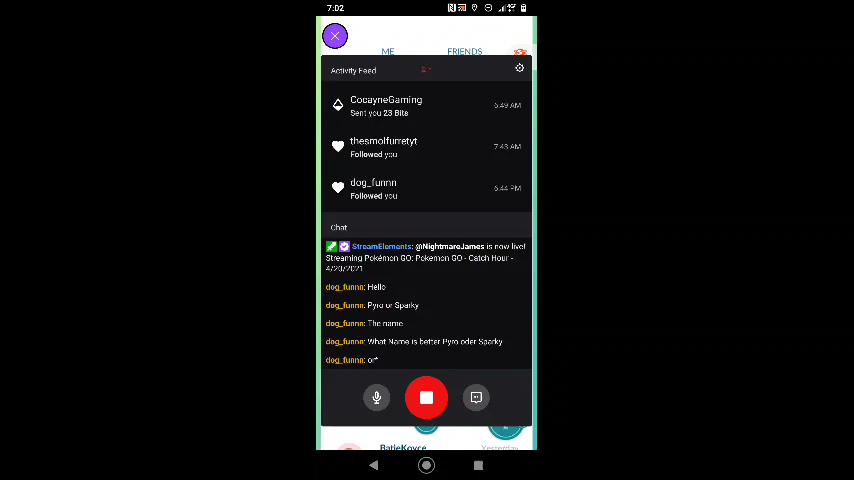 7:02
ME FRIENDS
Activity Feed
CocayneGaming
Sent you 23 Bits
6:49 AM
thesmolfurretyt
Followed you
7:43 AM
dog_funnn
Followed you
6:44 PM
Chat
StreamElements: @NightmareJames is now live!
Streaming Pokémon GO: Pokemon GO - Catch Hour -
4/20/2021
dog_funnn: Hello
dog_funnn: Pyro or Sparky
dog_funnn: The name
dog_funnn: What Name is better Pyro oder Sparky
dog_funnn: or*
BatieKoyce
Yesterday